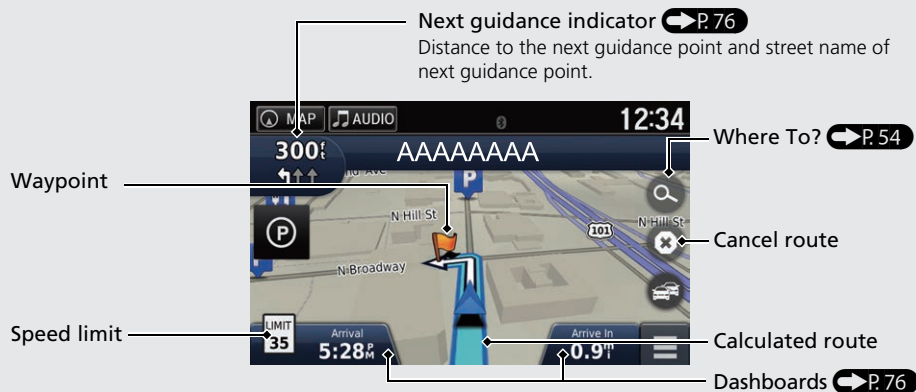 Next guidance indicator P. 76
Distance to the next guidance point and street name of
next guidance point.
MAP AUDIO 12:34
300ft AAAAAAAA
Where To? P. 54
Waypoint
P
N Hill St
101
N Hill St
P
Cancel route
N Broadway
Speed limit
LIMIT
35
Arrival
5:28PM
Arrive In
0.9mi
Calculated route
Dashboards P. 76